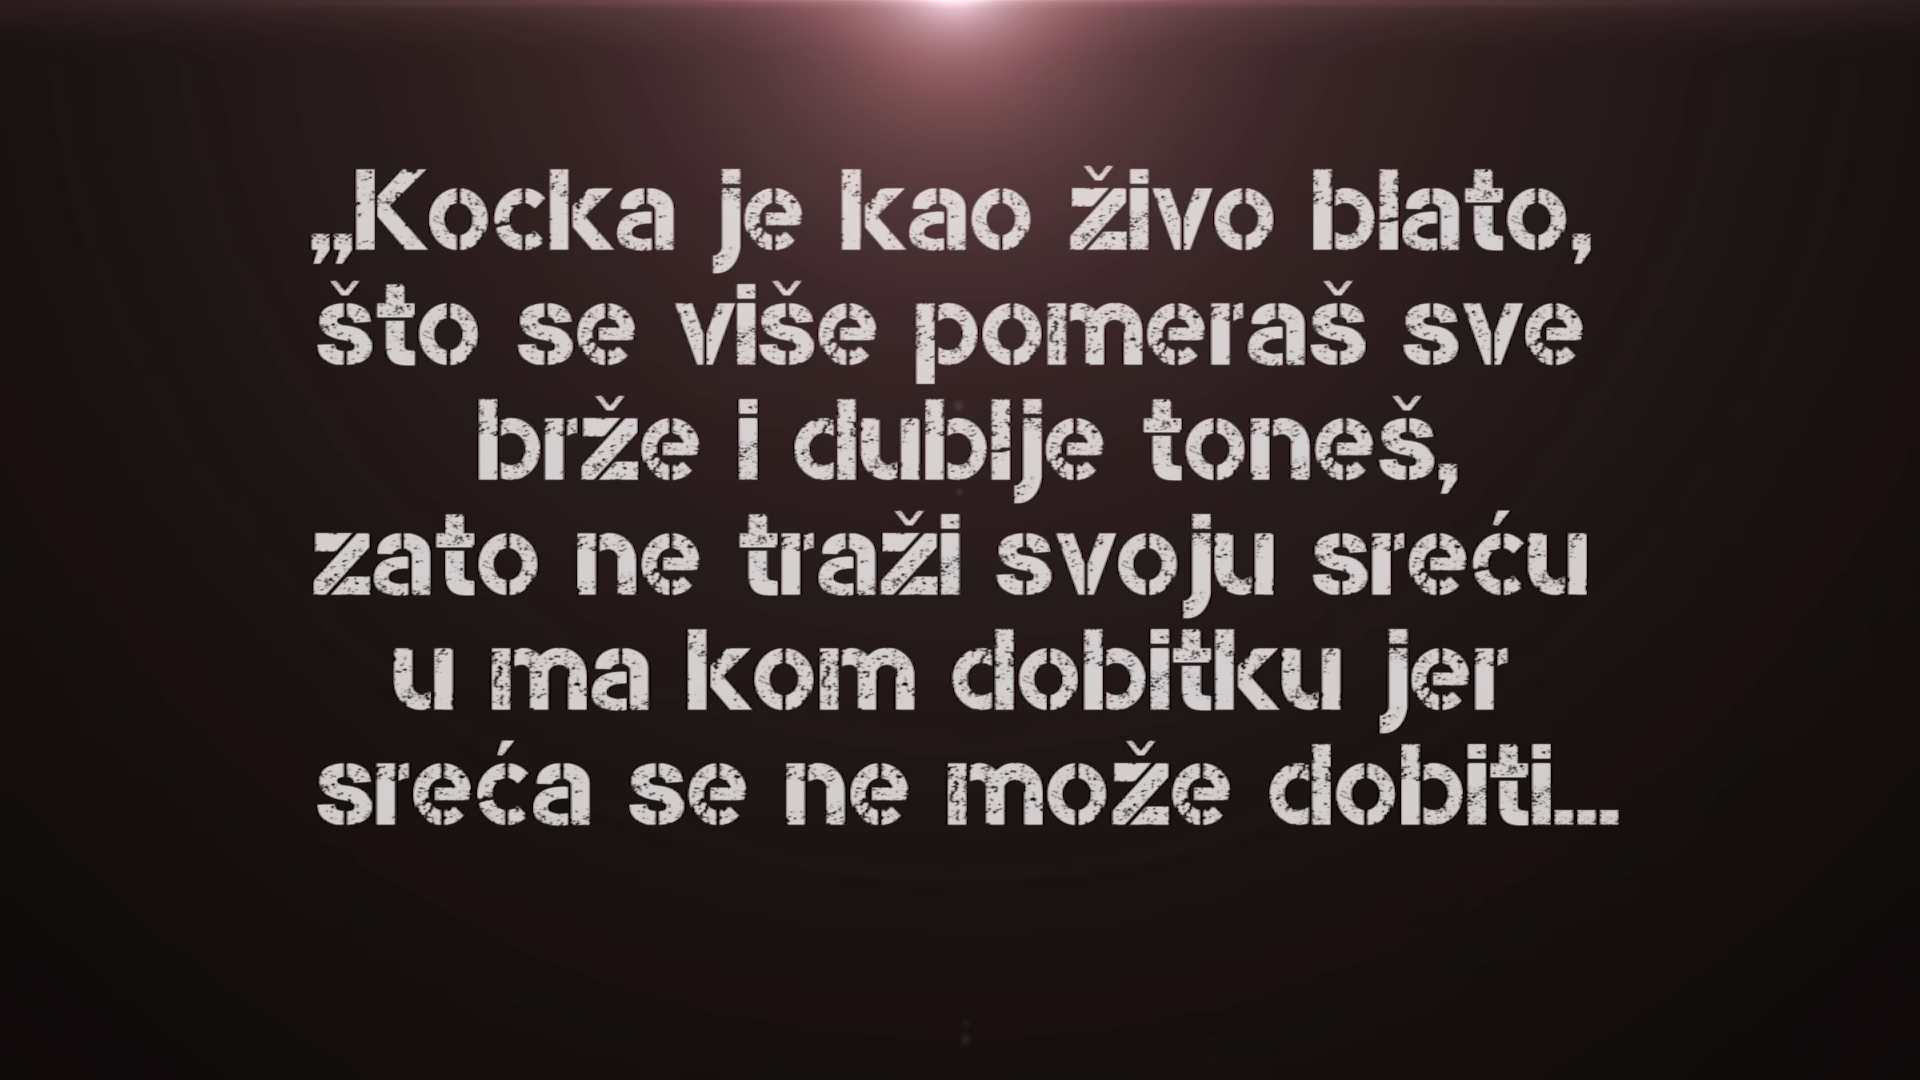 „Kocka je kao živo blato,
što se više pomeraš sve
brže i dublje toneš,
zato ne traži svoju sreću
u ma kom dobitku jer
sreća se ne može dobiti...